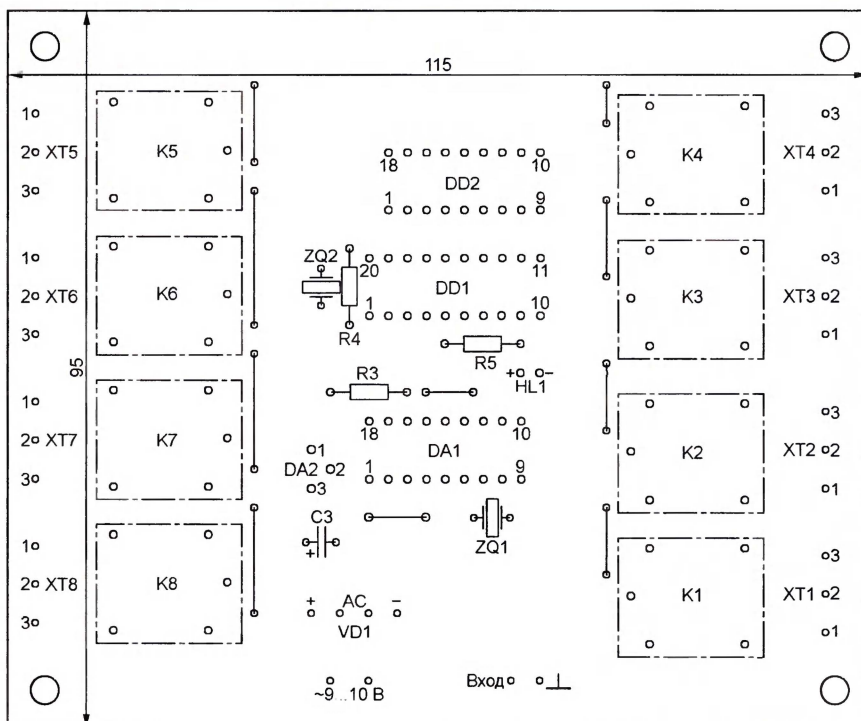 115
1
2 XT5
3
K5
18
10
DD2
1
9
K4
3
XT4 2
1
1
2 XT6
3
K6
ZQ2
R4
20
11
DD1
1
10
R5
K3
3
XT3 2
1
95
+ –
HL1
R3
1
2 XT7
3
K7
1
DA2 2
3
18
10
DA1
1
9
K2
3
XT2 2
1
C3
+
ZQ1
1
2 XT8
3
K8
+ AC –
VD1
K1
3
XT1 2
1
~9...10 В
Вход ⊥